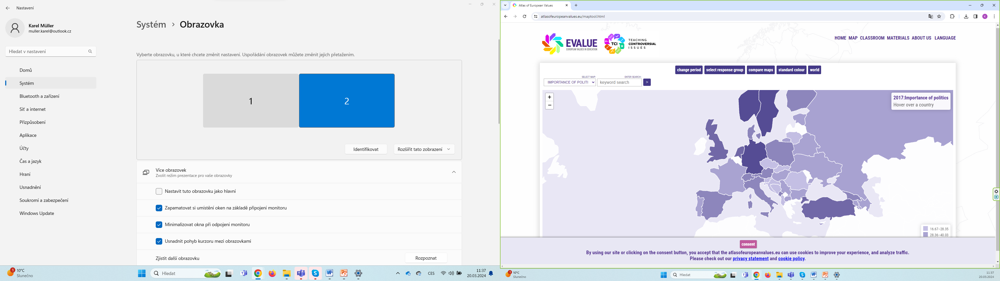 Nastavení
Karel Müller
muller.karel@outlook.cz
Hledat v nastavení
Domů
Systém
Bluetooth a zařízení
Síť a internet
Přizpůsobení
Aplikace
Účty
Čas a jazyk
Hraní
Usnadnění
Soukromí a zabezpečení
Windows Update
Systém > Obrazovka
Vyberte obrazovku, u které chcete změnit nastavení. Uspořádání obrazovek můžete změnit jejich přetažením.
1
2
Identifikovat
Rozšířit tato zobrazení
Více obrazovek
Zvolit režim prezentace pro vaše obrazovky
Nastavit tuto obrazovku jako hlavní
Zapamatovat si umístění oken na základě připojení monitoru
Minimalizovat okna při odpojení monitoru
Usnadnit pohyb kurzoru mezi obrazovkami
Zjistit další obrazovku
Rozpoznat
1
10°C
Slunečno
Hledat
CES
11:37
20.03.2024
Atlas of European Values
atlasofeuropeanvalues.eu/maptool.html
K
EVALUE
EUROPEAN VALUES IN EDUCATION
TCI
TEACHING
CONTROVERSIAL
ISSUES
HOME MAP CLASSROOM MATERIALS ABOUT US LANGUAGE
change period
select response group
compare maps
standard colour
world
SELECT MAP:
ENTER SEARCH :
IMPORTANCE OF POLITI
keyword search
>
+
−
2017:Importance of politics
Hover over a country
16.67–28.35
28.36–40.03
consent
By using our site or clicking on the consent button, you accept that the atlasofeuropeanvalues.eu can use cookies to improve your experience, and analyze traffic.
Please check out our privacy statement and cookie policy.
1
10°C
Slunečno
Hledat
11:37
20.03.2024